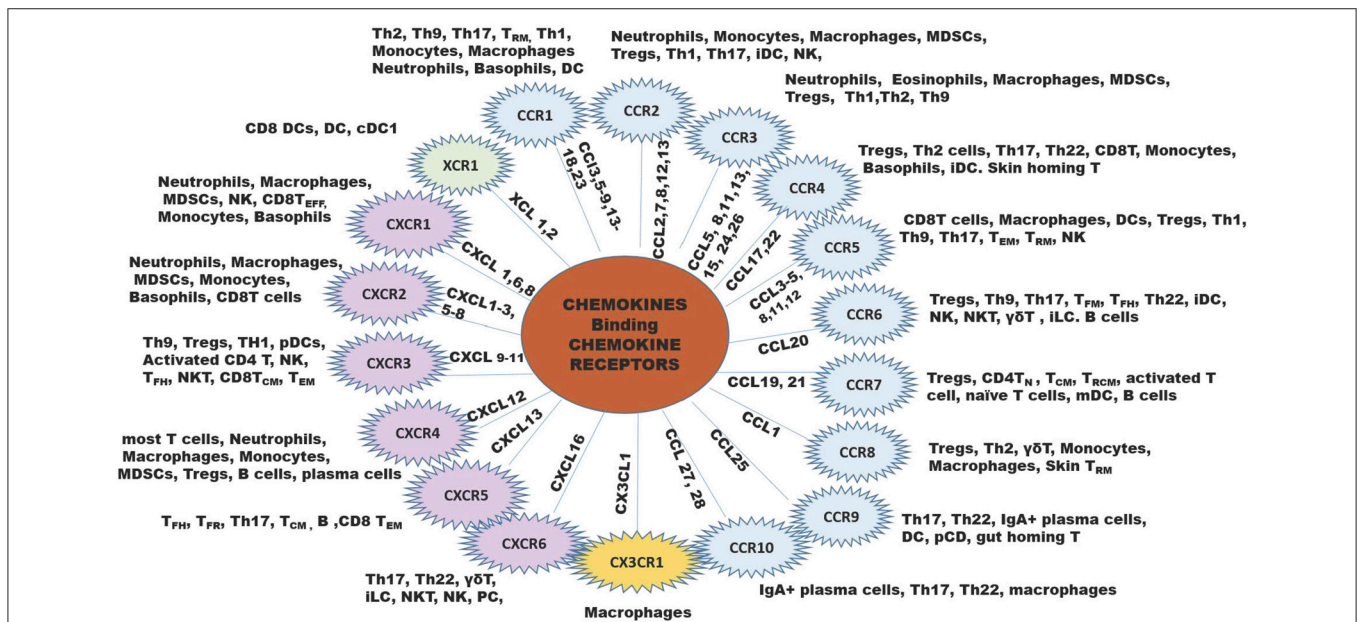 Th2, Th9, Th17, TRM, Th1,
Monocytes, Macrophages
Neutrophils, Basophils, DC
CCR1
CCl3,5-9,13-
18,23
Neutrophils, Monocytes, Macrophages, MDSCs,
Tregs, Th1, Th17, iDC, NK,
CCR2
CCL2,7,8,12,13
Neutrophils, Eosinophils, Macrophages, MDSCs,
Tregs, Th1,Th2, Th9
CCR3
CCL5, 8,11,13,
15, 24,26
Tregs, Th2 cells, Th17, Th22, CD8T, Monocytes,
Basophils, iDC. Skin homing T
CCR4
CCL17,22
CD8T cells, Macrophages, DCs, Tregs, Th1,
Th9, Th17, TEM, TRM, NK
CCR5
CCL3-5,
8,11,12
Tregs, Th9, Th17, TFM, TFH, Th22, iDC,
NK, NKT, γδT , iLC. B cells
CCR6
CCL20
Tregs, CD4TN , TCM, TRCM, activated T
cell, naïve T cells, mDC, B cells
CCR7
CCL19, 21
Tregs, Th2, γδT, Monocytes,
Macrophages, Skin TRM
CCR8
CCL1
Th17, Th22, IgA+ plasma cells,
DC, pCD, gut homing T
CCR9
CCL25
IgA+ plasma cells, Th17, Th22, macrophages
CCR10
CCL 27, 28
CX3CR1
CX3CL1
Macrophages
CXCR6
CXCL16
Th17, Th22, γδT,
iLC, NKT, NK, PC,
CXCR5
CXCL13
TFH, TFR, Th17, TCM , B ,CD8 TEM
CXCR4
CXCL12
most T cells, Neutrophils,
Macrophages, Monocytes,
MDSCs, Tregs, B cells, plasma cells
CXCR3
CXCL 9-11
Th9, Tregs, TH1, pDCs,
Activated CD4 T, NK,
TFH, NKT, CD8TCM, TEM
CXCR2
CXCL1-3,
5-8
Neutrophils, Macrophages,
MDSCs, Monocytes,
Basophils, CD8T cells
CXCR1
CXCL 1,6,8
Neutrophils, Macrophages,
MDSCs, NK, CD8TEFF,
Monocytes, Basophils
XCR1
XCL 1,2
CD8 DCs, DC, cDC1
CHEMOKINES
Binding
CHEMOKINE
RECEPTORS